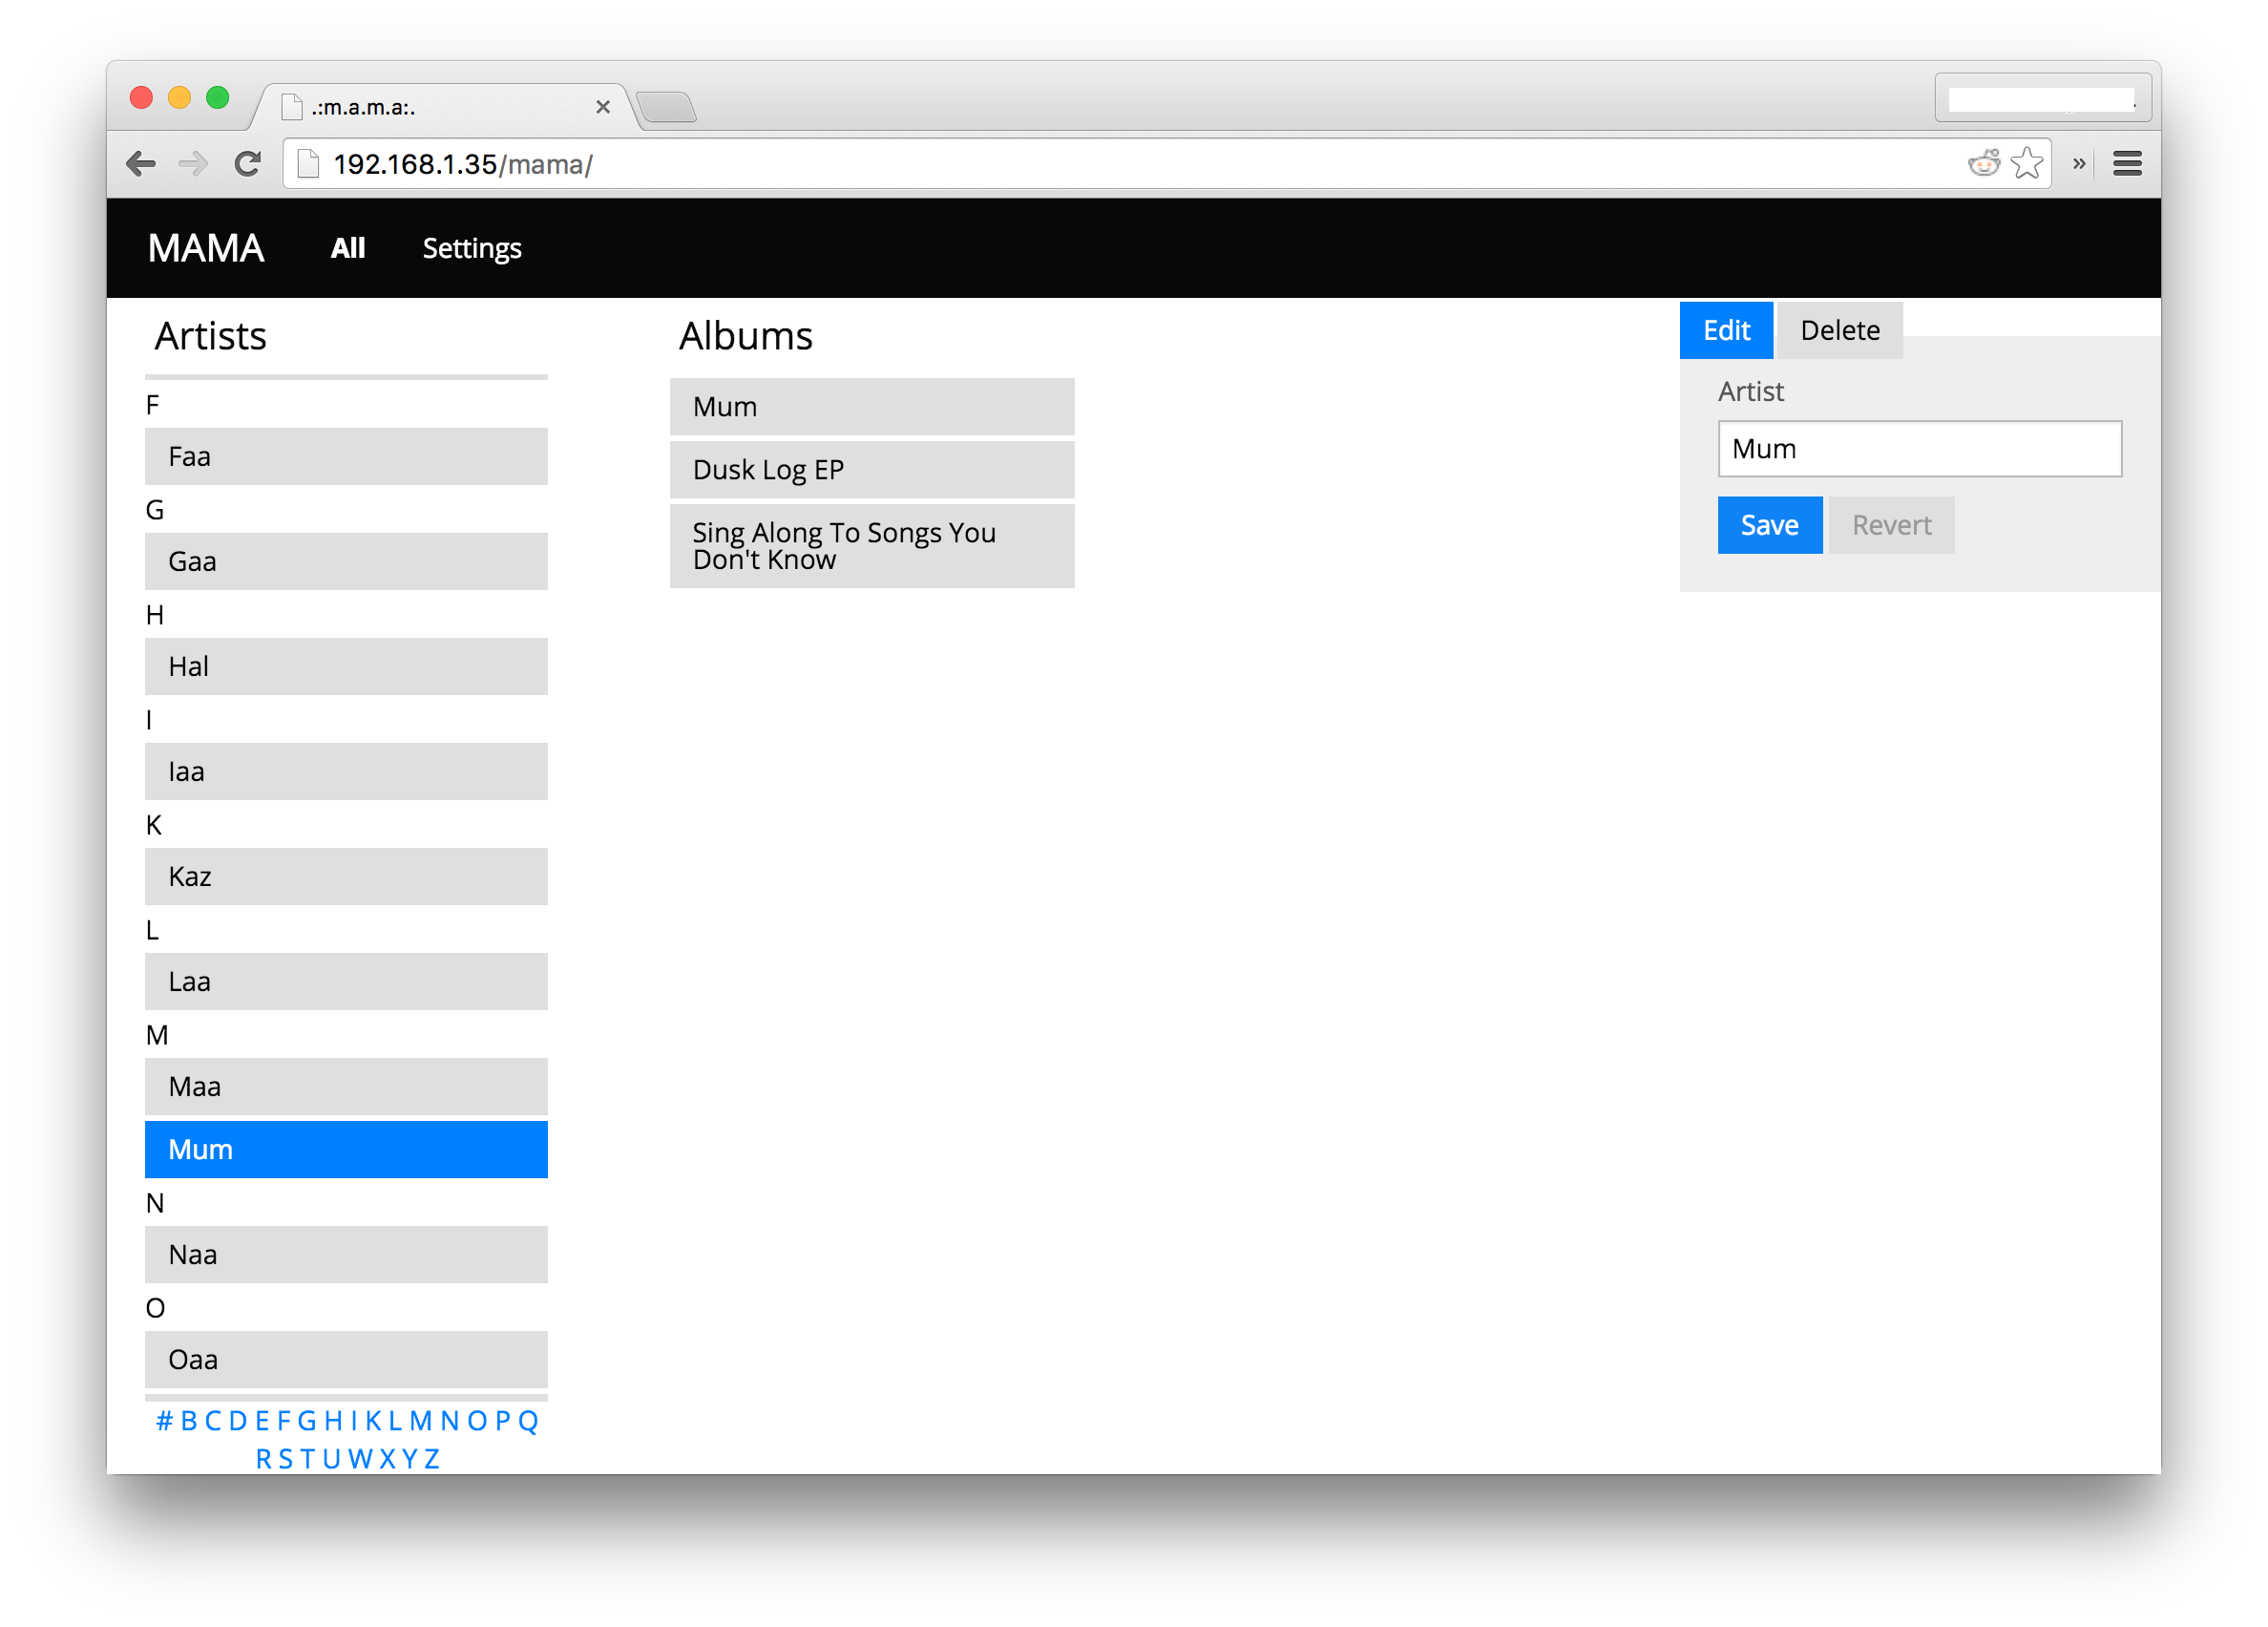 .:m.a.m.a:.
192.168.1.35/mama/
MAMA All Settings
Artists
F
Faa
G
Gaa
H
Hal
I
Iaa
K
Kaz
L
Laa
M
Maa
Mum
N
Naa
O
Oaa
# B C D E F G H I K L M N O P Q
R S T U W X Y Z
Albums
Mum
Dusk Log EP
Sing Along To Songs You
Don't Know
Edit Delete
Artist
Mum
Save Revert